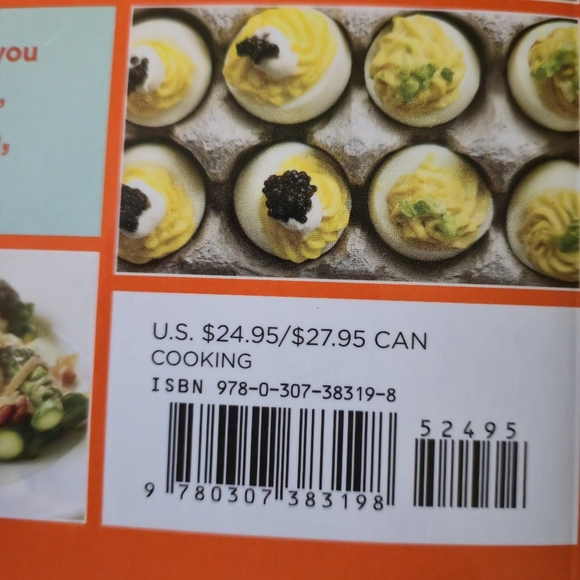 you
U.S. $24.95/$27.95 CAN
COOKING
ISBN 978-0-307-38319-8
52495
9 780307 383198